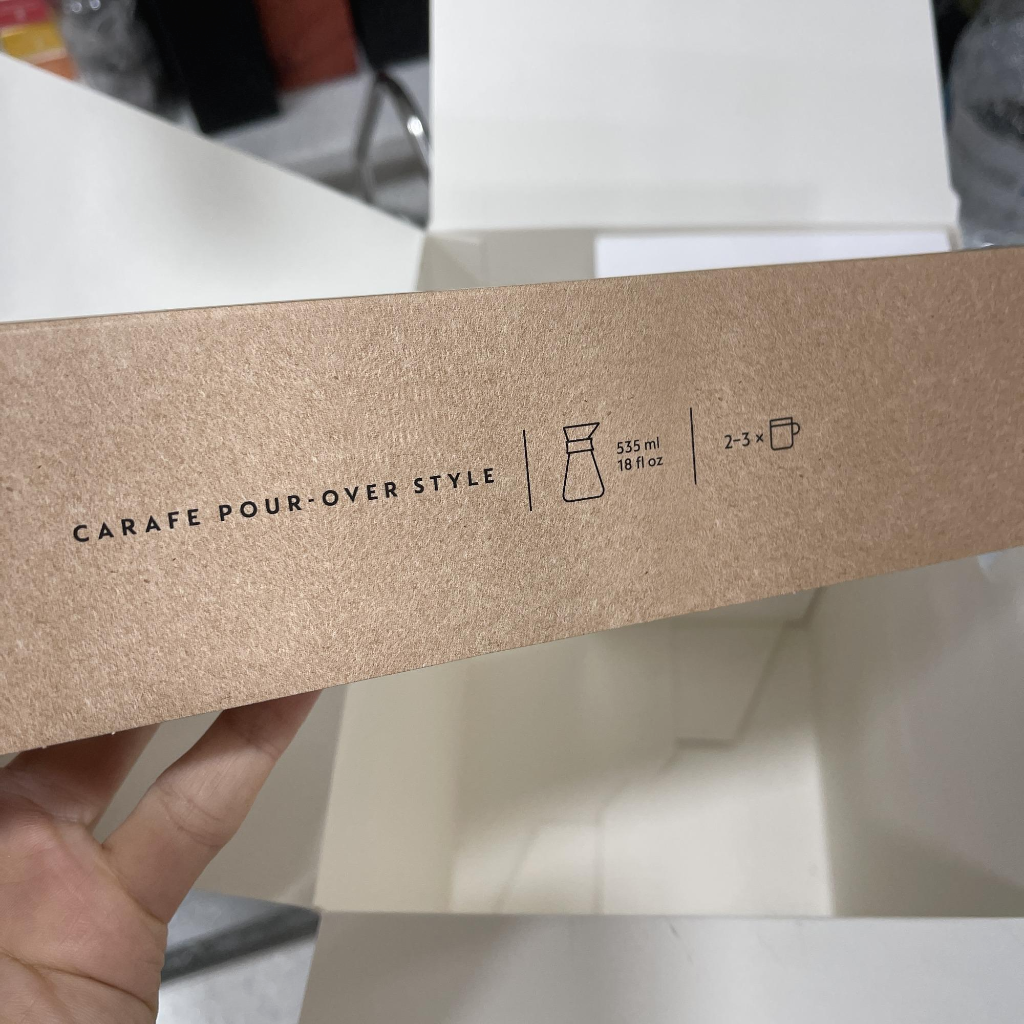 CARAFE POUR-OVER STYLE
535 ml
18 fl oz
2-3 ×